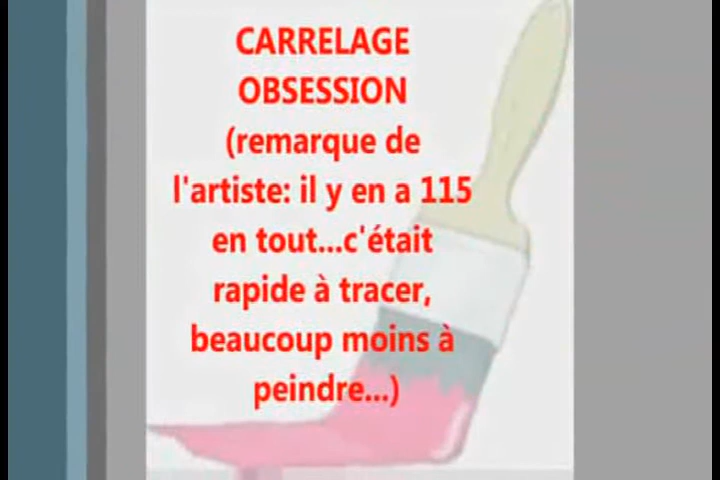 CARRELAGE
OBSESSION
(remarque de
l'artiste: il y en a 115
en tout...c'était
rapide à tracer,
beaucoup moins à
peindre...)